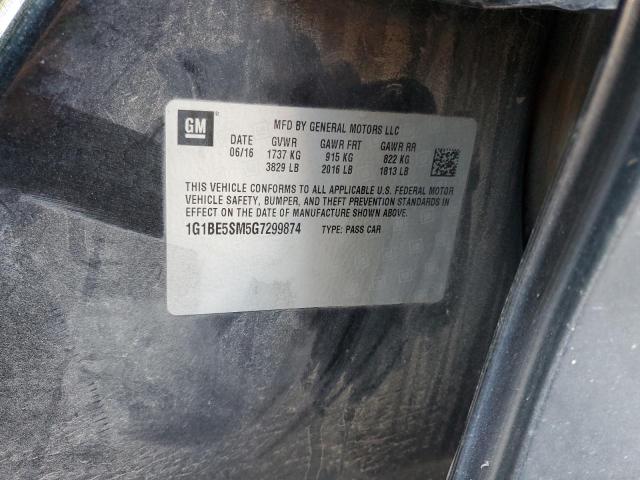 GM
MFD BY GENERAL MOTORS LLC
DATE GVWR GAWR FRT GAWR RR
06/16 1737 KG 915 KG 822 KG
3829 LB 2016 LB 1813 LB
THIS VEHICLE CONFORMS TO ALL APPLICABLE U.S. FEDERAL MOTOR
VEHICLE SAFETY, BUMPER, AND THEFT PREVENTION STANDARDS
IN EFFECT ON THE DATE OF MANUFACTURE SHOWN ABOVE.
1G1BE5SM5G7299874 TYPE: PASS CAR